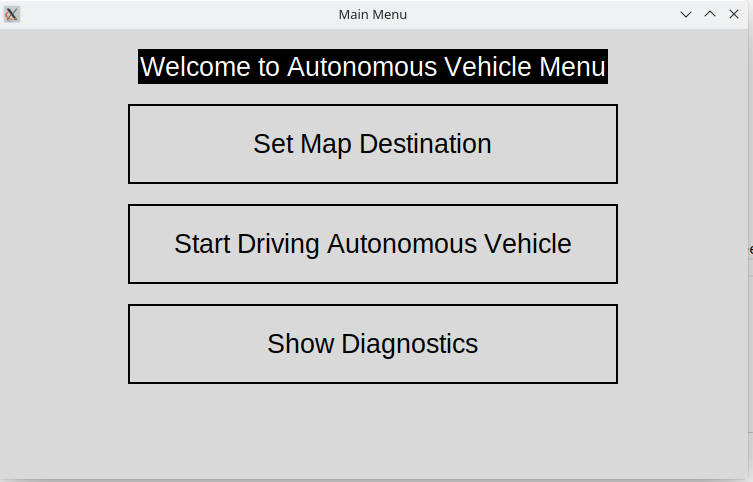 Main Menu
Welcome to Autonomous Vehicle Menu
Set Map Destination
Start Driving Autonomous Vehicle
Show Diagnostics